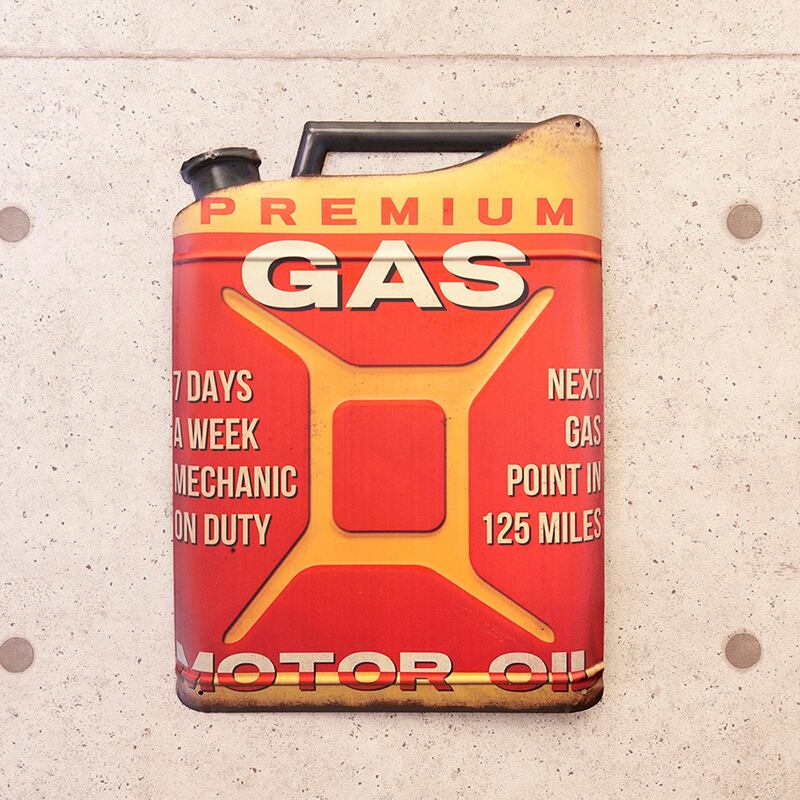 PREMIUM
GAS
7 DAYS
A WEEK
MECHANIC
ON DUTY
NEXT
GAS
POINT IN
125 MILES
MOTOR OIL